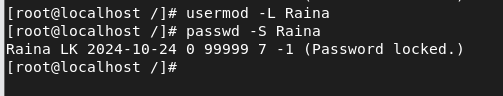 [root@localhost /]# usermod -L Raina
[root@localhost /]# passwd -S Raina
Raina LK 2024-10-24 0 99999 7 -1 (Password locked.)
[root@localhost /]#